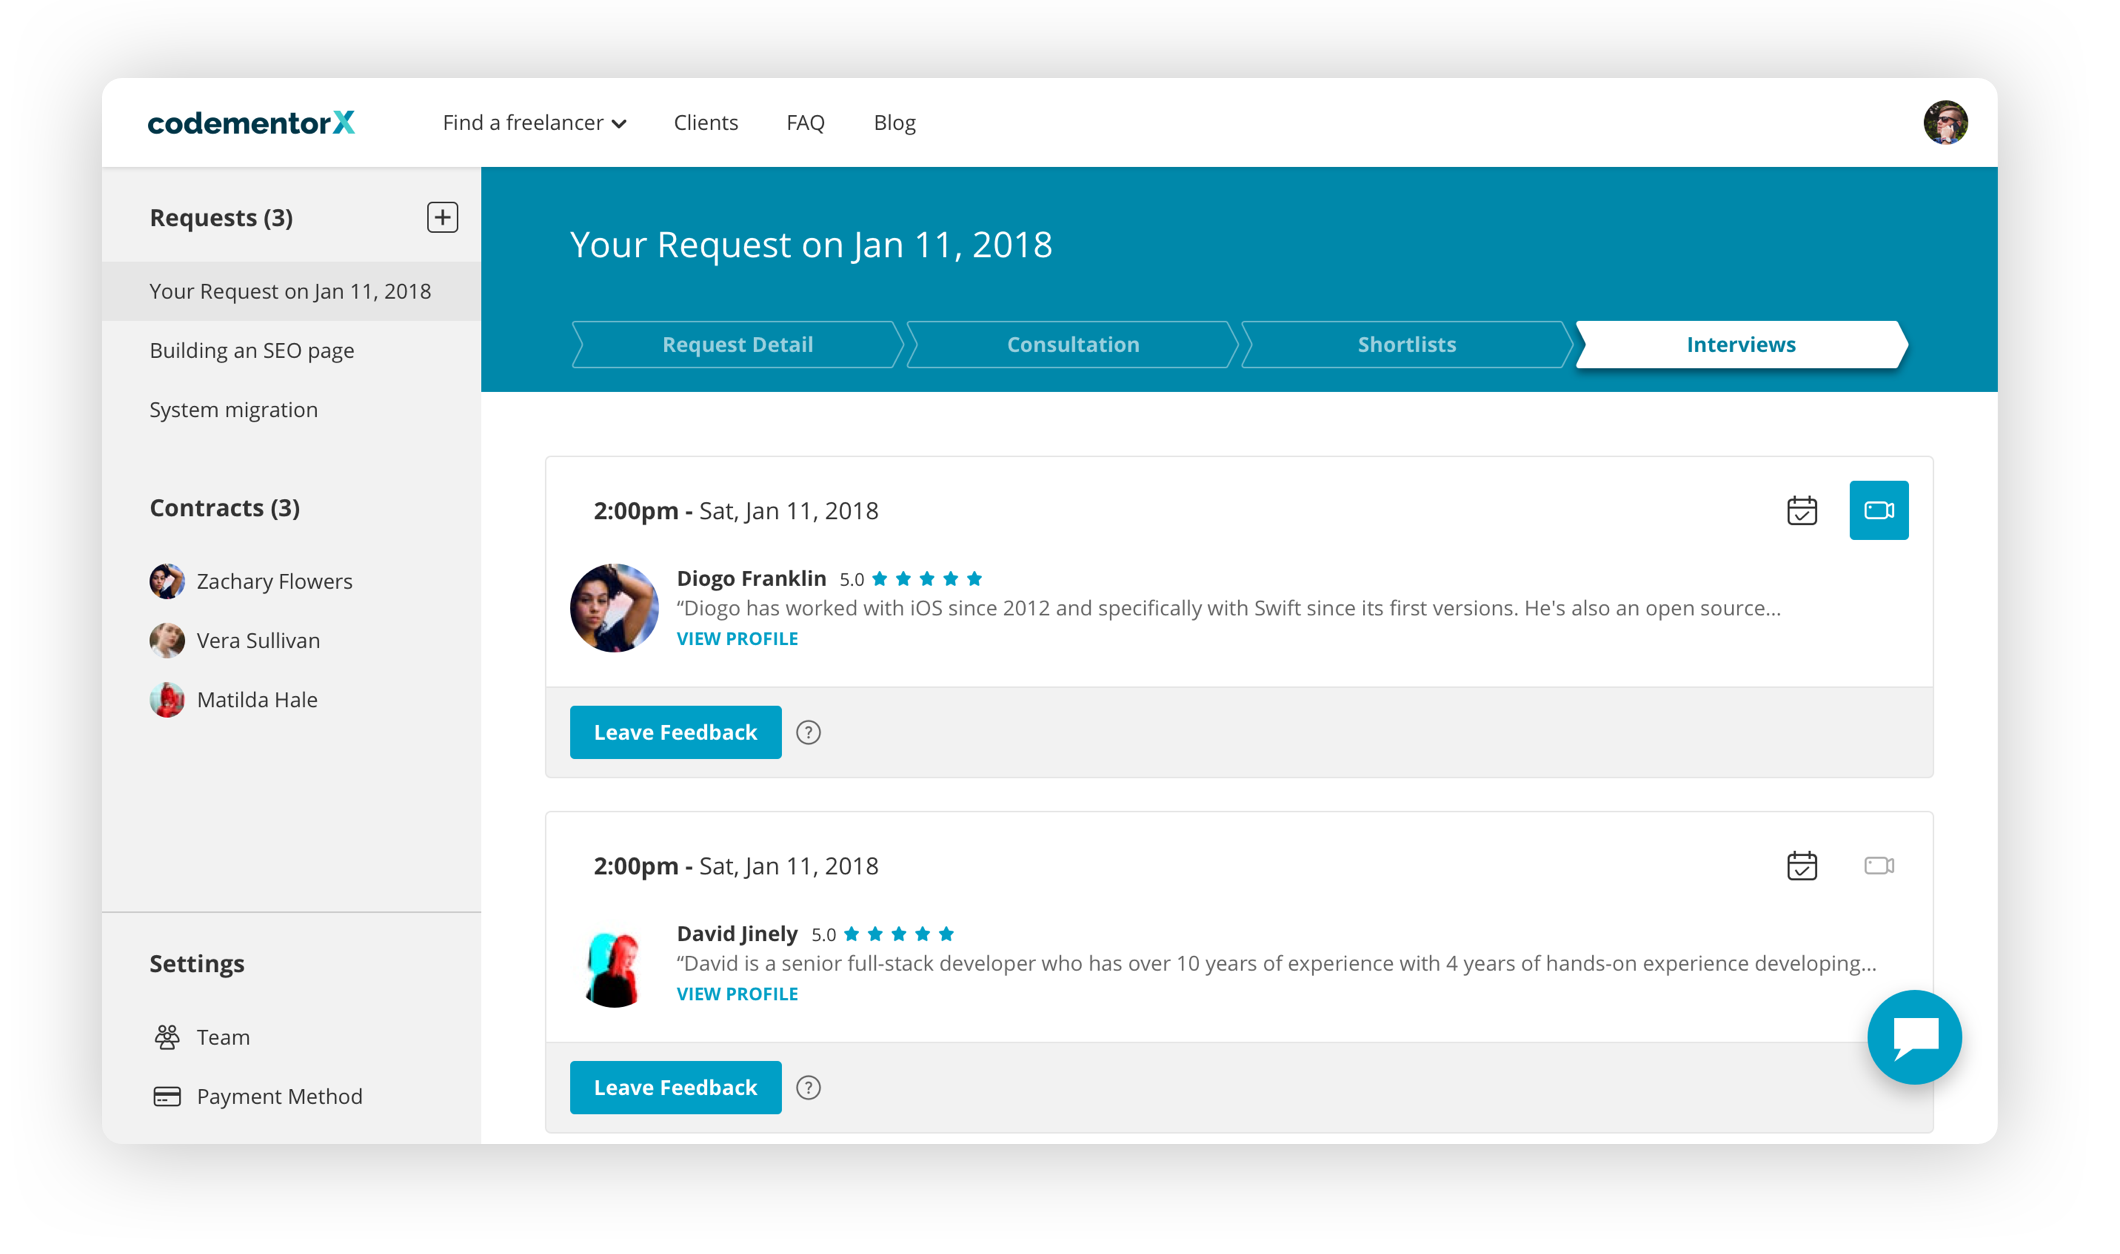 codementorX
Find a freelancer
Clients
FAQ
Blog
Requests (3)
Your Request on Jan 11, 2018
Building an SEO page
System migration
Contracts (3)
Zachary Flowers
Vera Sullivan
Matilda Hale
Settings
Team
Payment Method
Your Request on Jan 11, 2018
Request Detail
Consultation
Shortlists
Interviews
2:00pm - Sat, Jan 11, 2018
Diogo Franklin 5.0
“Diogo has worked with iOS since 2012 and specifically with Swift since its first versions. He's also an open source...
VIEW PROFILE
Leave Feedback ?
2:00pm - Sat, Jan 11, 2018
David Jinely 5.0
“David is a senior full-stack developer who has over 10 years of experience with 4 years of hands-on experience developing...
VIEW PROFILE
Leave Feedback ?